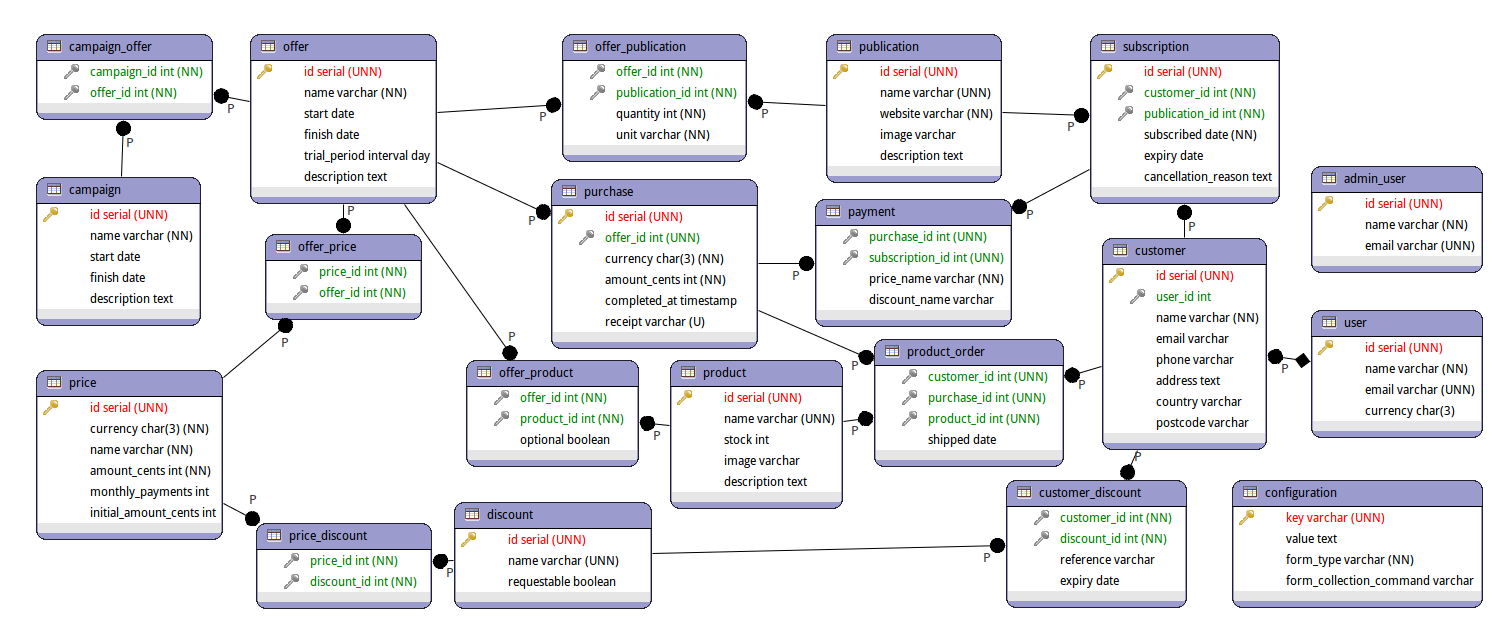 campaign_offer
campaign_id int (NN)
offer_id int (NN)
P
offer
id serial (UNN)
name varchar (NN)
start date
finish date
trial_period interval day
description text
P
offer_publication
offer_id int (NN)
publication_id int (NN)
quantity int (NN)
unit varchar (NN)
P
P
publication
id serial (UNN)
name varchar (UNN)
website varchar (NN)
image varchar
description text
P
subscription
id serial (UNN)
customer_id int (NN)
publication_id int (NN)
subscribed date (NN)
expiry date
cancellation_reason text
P
campaign
id serial (UNN)
name varchar (NN)
start date
finish date
description text
P
offer_price
price_id int (NN)
offer_id int (NN)
P
P
purchase
id serial (UNN)
offer_id int (UNN)
currency char(3) (NN)
amount_cents int (NN)
completed_at timestamp
receipt varchar (U)
P
payment
purchase_id int (UNN)
subscription_id int (UNN)
price_name varchar (NN)
discount_name varchar
P
P
customer
id serial (UNN)
user_id int
name varchar (NN)
email varchar
phone varchar
address text
country varchar
postcode varchar
P
admin_user
id serial (UNN)
name varchar (NN)
email varchar (UNN)
user
id serial (UNN)
name varchar (NN)
email varchar (UNN)
currency char(3)
P
price
id serial (UNN)
currency char(3) (NN)
name varchar (NN)
amount_cents int (NN)
monthly_payments int
initial_amount_cents int
P
offer_product
offer_id int (NN)
product_id int (NN)
optional boolean
P
product
id serial (UNN)
name varchar (UNN)
stock int
image varchar
description text
P
P
product_order
customer_id int (UNN)
purchase_id int (UNN)
product_id int (UNN)
shipped date
P
price_discount
price_id int (NN)
discount_id int (NN)
P
discount
id serial (UNN)
name varchar (UNN)
requestable boolean
P
P
customer_discount
customer_id int (NN)
discount_id int (NN)
reference varchar
expiry date
configuration
key varchar (UNN)
value text
form_type varchar (NN)
form_collection_command varchar